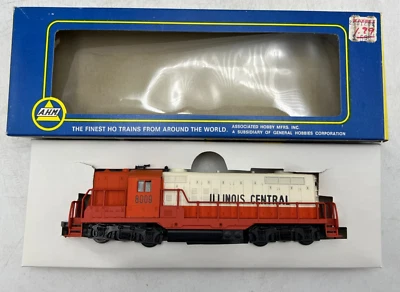 AHM
THE FINEST HO TRAINS FROM AROUND THE WORLD.
ASSOCIATED HOBBY MFRS. INC.
A SUBSIDIARY OF GENERAL HOBBIES CORPORATION
ILLINOIS CENTRAL